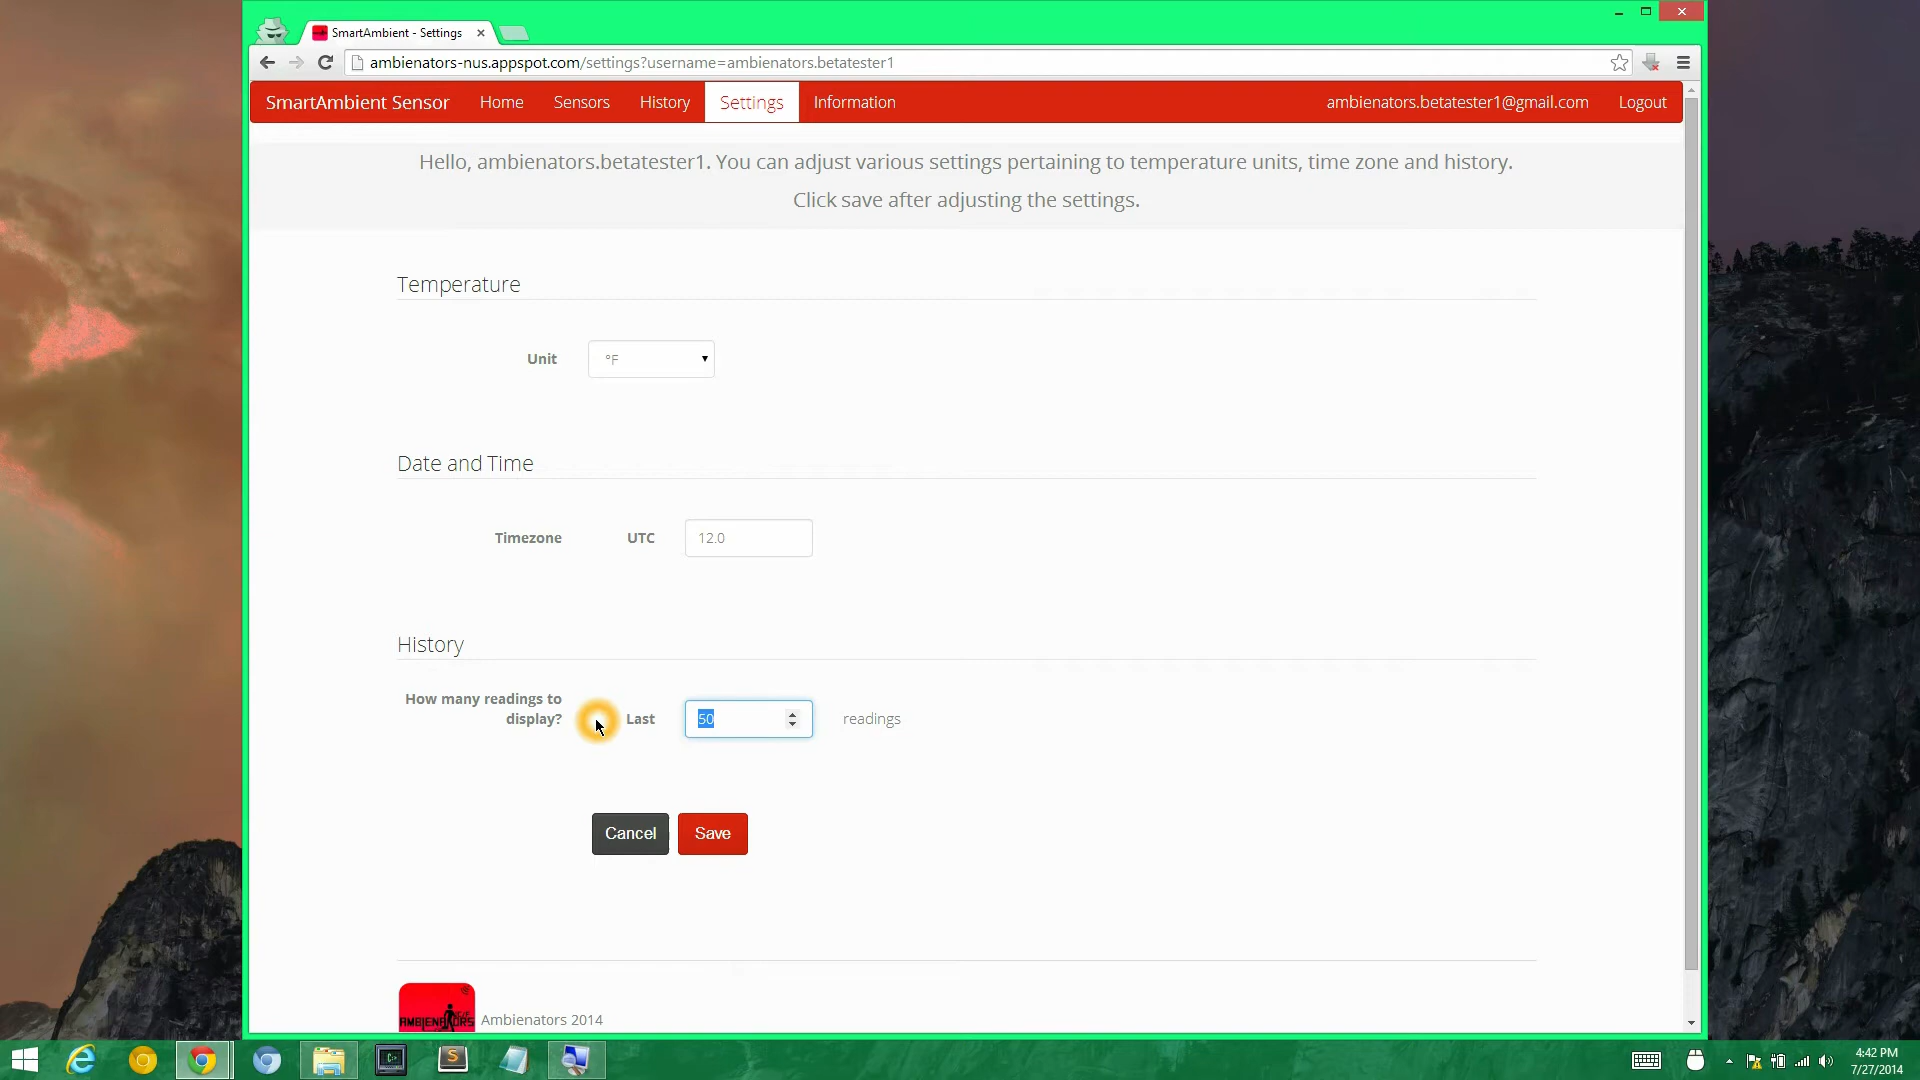 SmartAmbient - Settings
ambienators-nus.appspot.com/settings?username=ambienators.betatester1
SmartAmbient Sensor Home Sensors History Settings Information ambienators.betatester1@gmail.com Logout
Hello, ambienators.betatester1. You can adjust various settings pertaining to temperature units, time zone and history.
Click save after adjusting the settings.
Temperature
Unit °F
Date and Time
Timezone UTC 12.0
History
How many readings to
display? Last 50 readings
Cancel Save
AMBIENATORS Ambienators 2014
4:42 PM
7/27/2014